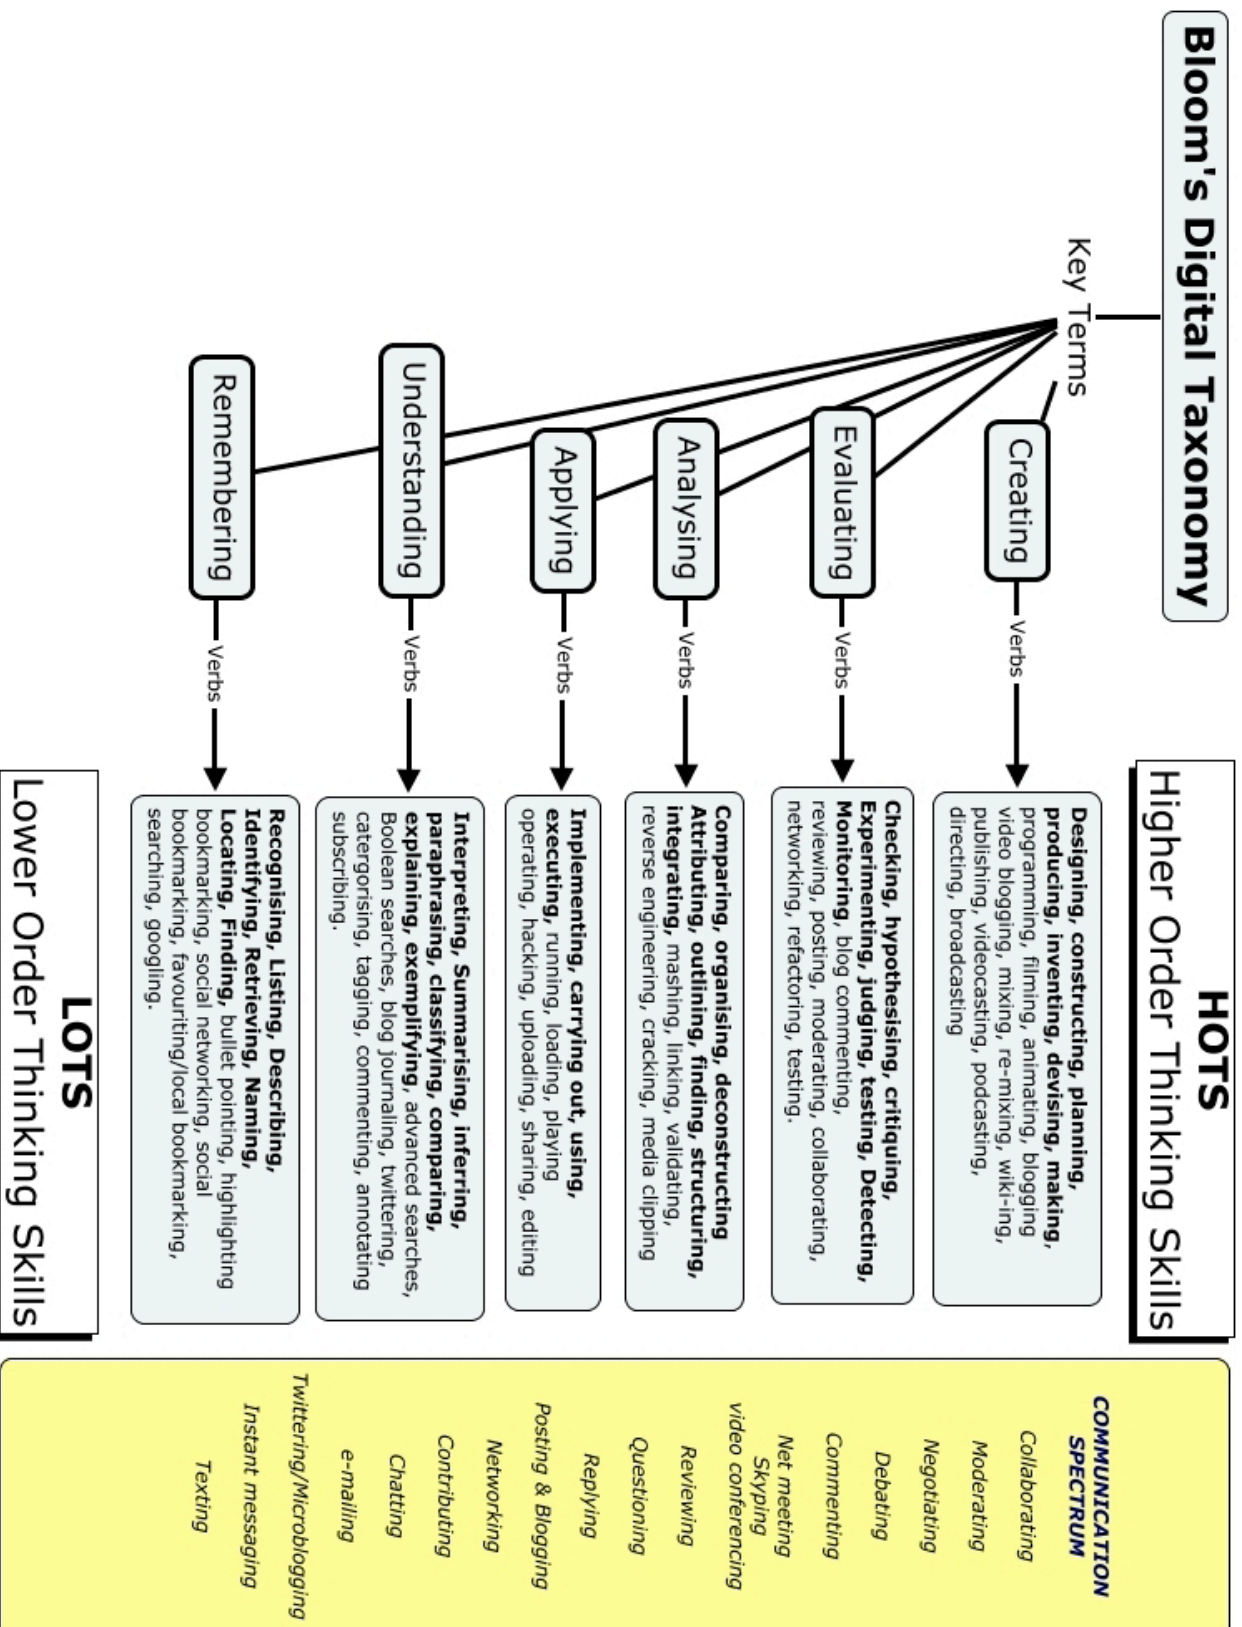 Bloom's Digital Taxonomy
Key Terms
HOTS
Higher Order Thinking Skills
Creating
Verbs
Designing, constructing, planning,
producing, inventing, devising, making,
programming, filming, animating, blogging
video blogging, mixing, re-mixing, wiki-ing,
publishing, videocasting, podcasting,
directing, broadcasting
Evaluating
Verbs
Checking, hypothesising, critiquing,
Experimenting, judging, testing, Detecting,
Monitoring, blog commenting,
reviewing, posting, moderating, collaborating,
networking, refactoring, testing.
Analysing
Verbs
Comparing, organising, deconstructing
Attributing, outlining, finding, structuring,
integrating, mashing, linking, validating,
reverse engineering, cracking, media clipping
Applying
Verbs
Implementing, carrying out, using,
executing, running, loading, playing
operating, hacking, uploading, sharing, editing
Understanding
Verbs
Interpreting, Summarising, inferring,
paraphrasing, classifying, comparing,
explaining, exemplifying, advanced searches,
Boolean searches, blog journaling, twittering,
catergorising, tagging, commenting, annotating
subscribing.
Remembering
Verbs
Recognising, Listing, Describing,
Identifying, Retrieving, Naming,
Locating, Finding, bullet pointing, highlighting
bookmarking, social networking, social
bookmarking, favouriting/local bookmarking,
searching, googling.
LOTS
Lower Order Thinking Skills
COMMUNICATION
SPECTRUM
Collaborating
Moderating
Negotiating
Debating
Commenting
Net meeting
Skyping
video conferencing
Reviewing
Questioning
Replying
Posting & Blogging
Networking
Contributing
Chatting
e-mailing
Twittering/Microblogging
Instant messaging
Texting